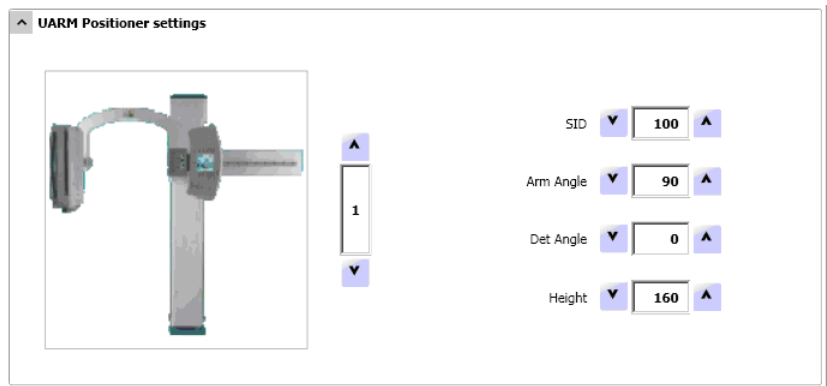 UARM Positioner settings
SID 100
Arm Angle 90
1
Det Angle 0
Height 160